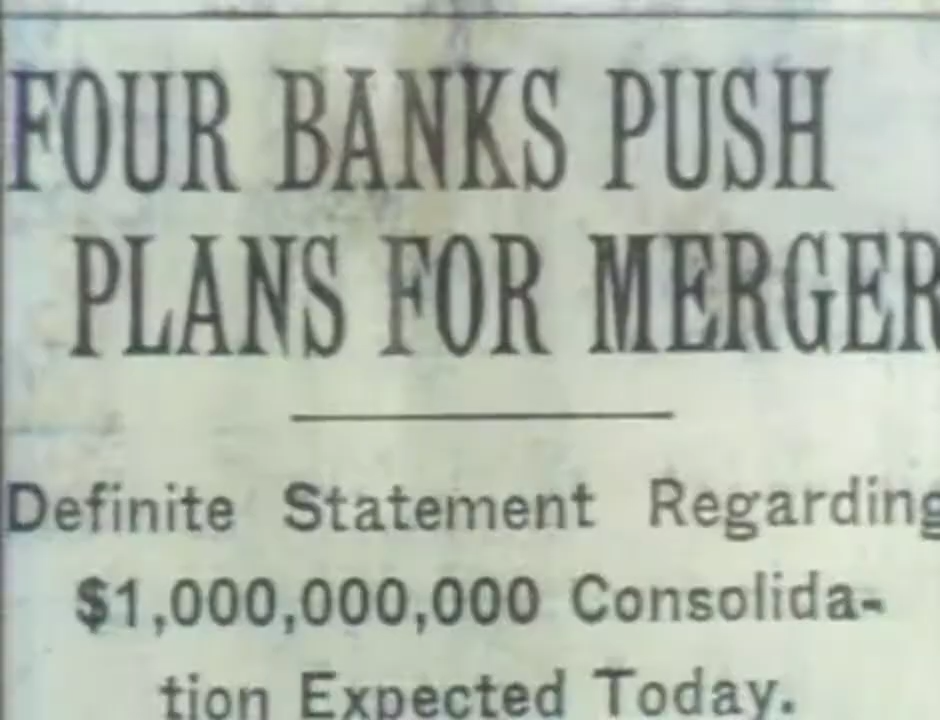 FOUR BANKS PUSH
PLANS FOR MERGER
Definite Statement Regarding
$1,000,000,000 Consolida-
tion Expected Today.